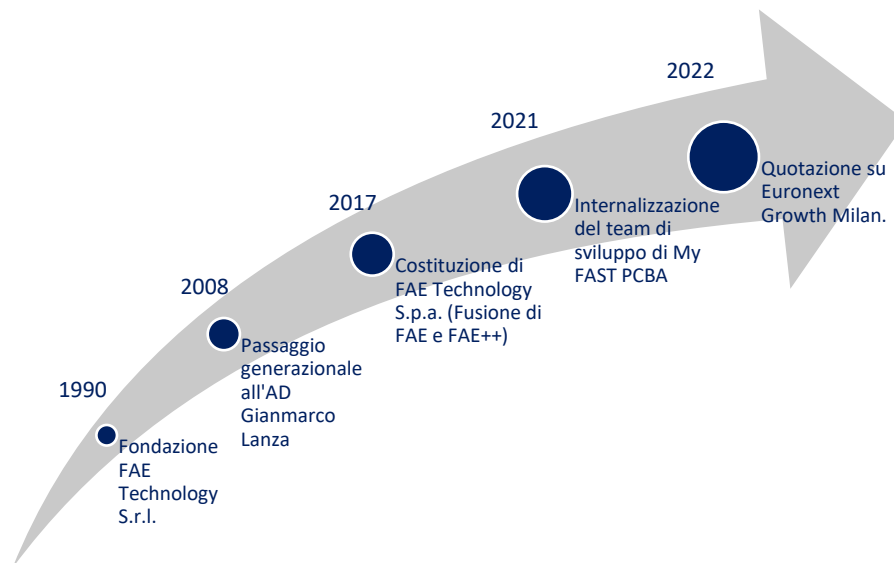 1990
Fondazione
FAE
Technology
S.r.l.
2008
Passaggio
generazionale
all'AD
Gianmarco
Lanza
2017
Costituzione di
FAE Technology
S.p.a. (Fusione di
FAE e FAE++)
2021
Internalizzazione
del team di
sviluppo di My
FAST PCBA
2022
Quotazione su
Euronext
Growth Milan.